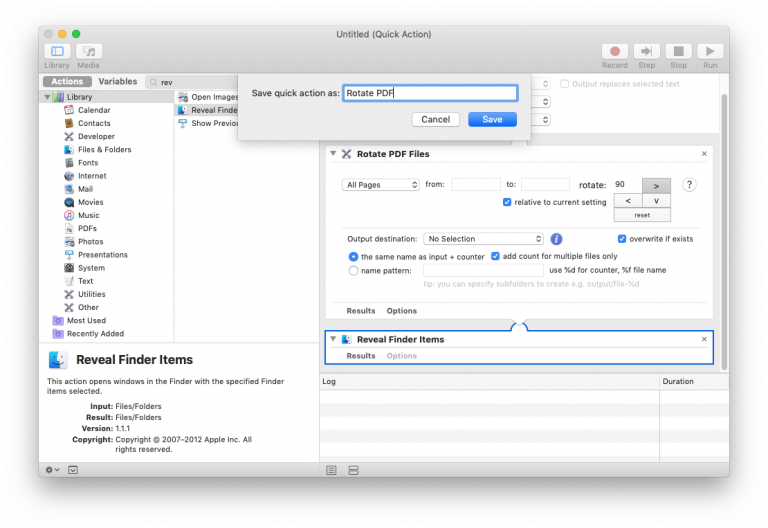 Untitled (Quick Action)
Library Media
Record Step Stop Run
Actions Variables rev
Save quick action as: Rotate PDF
Cancel Save
Output replaces selected text
Library
Calendar
Contacts
Developer
Files & Folders
Fonts
Internet
Mail
Movies
Music
PDFs
Photos
Presentations
System
Text
Utilities
Other
Most Used
Recently Added
Open Images
Reveal Finde
Show Previo
Rotate PDF Files
All Pages from: to: rotate: 90 > ?
relative to current setting < v
reset
Output destination: No Selection i overwrite if exists
the same name as input + counter add count for multiple files only
name pattern: use %d for counter, %f file name
tip: you can specify subfolders to create e.g. output/file-%d
Results Options
Reveal Finder Items
Results Options
Reveal Finder Items
This action opens windows in the Finder with the specified Finder
items selected.
Input: Files/Folders
Result: Files/Folders
Version: 1.1.1
Copyright: Copyright © 2007–2012 Apple Inc. All
rights reserved.
Log Duration